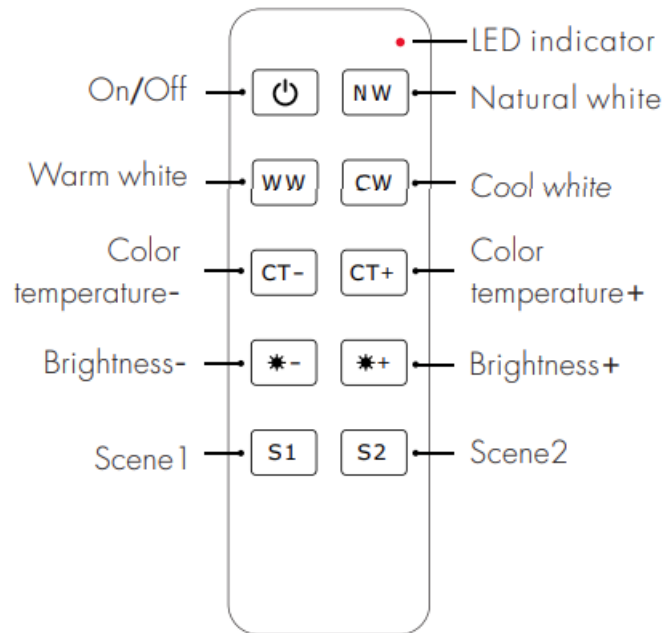 LED indicator
On/Off
NW
Natural white
Warm white
WW
CW
Cool white
Color
temperature-
CT-
CT+
Color
temperature+
Brightness-
☀-
☀+
Brightness+
Scene1
S1
S2
Scene2